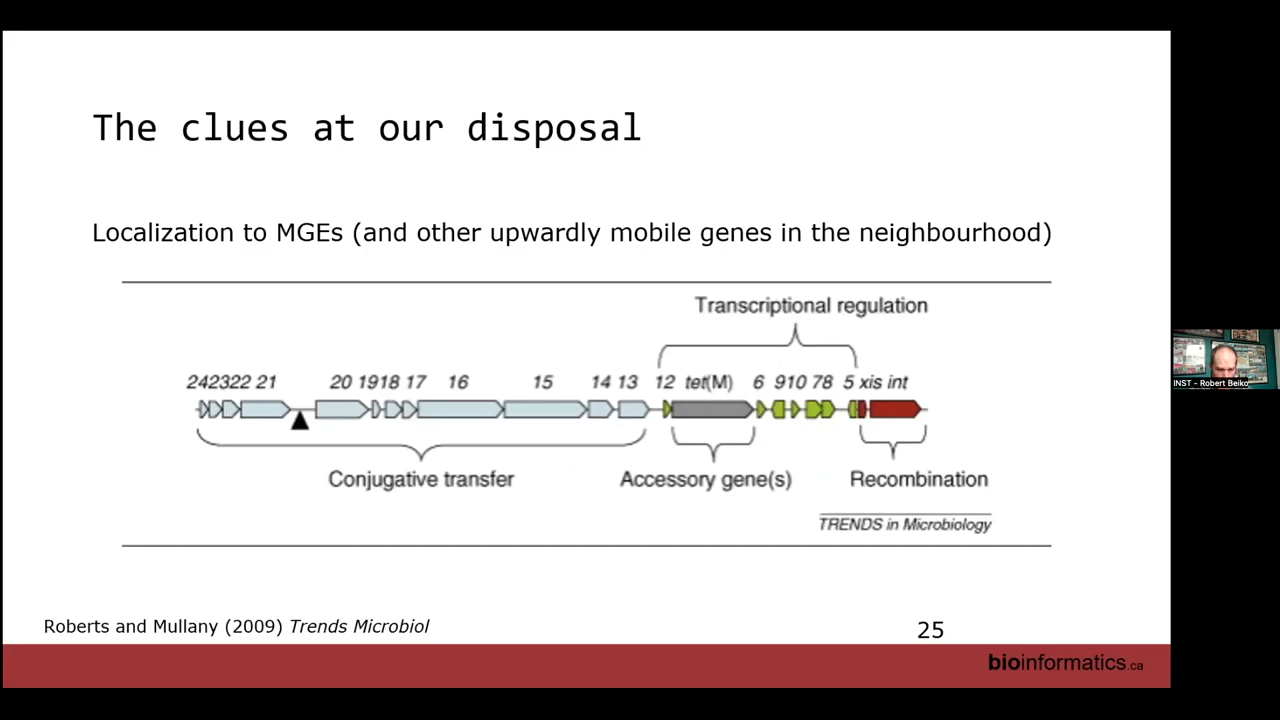 The clues at our disposal
Localization to MGEs (and other upwardly mobile genes in the neighbourhood)
Transcriptional regulation
242322 21 20 1918 17 16 15 14 13 12 tet(M) 6 910 78 5 xis int
Conjugative transfer Accessory gene(s) Recombination
TRENDS in Microbiology
INST - Robert Beiko
Roberts and Mullany (2009) Trends Microbiol
25
bioinformatics.ca